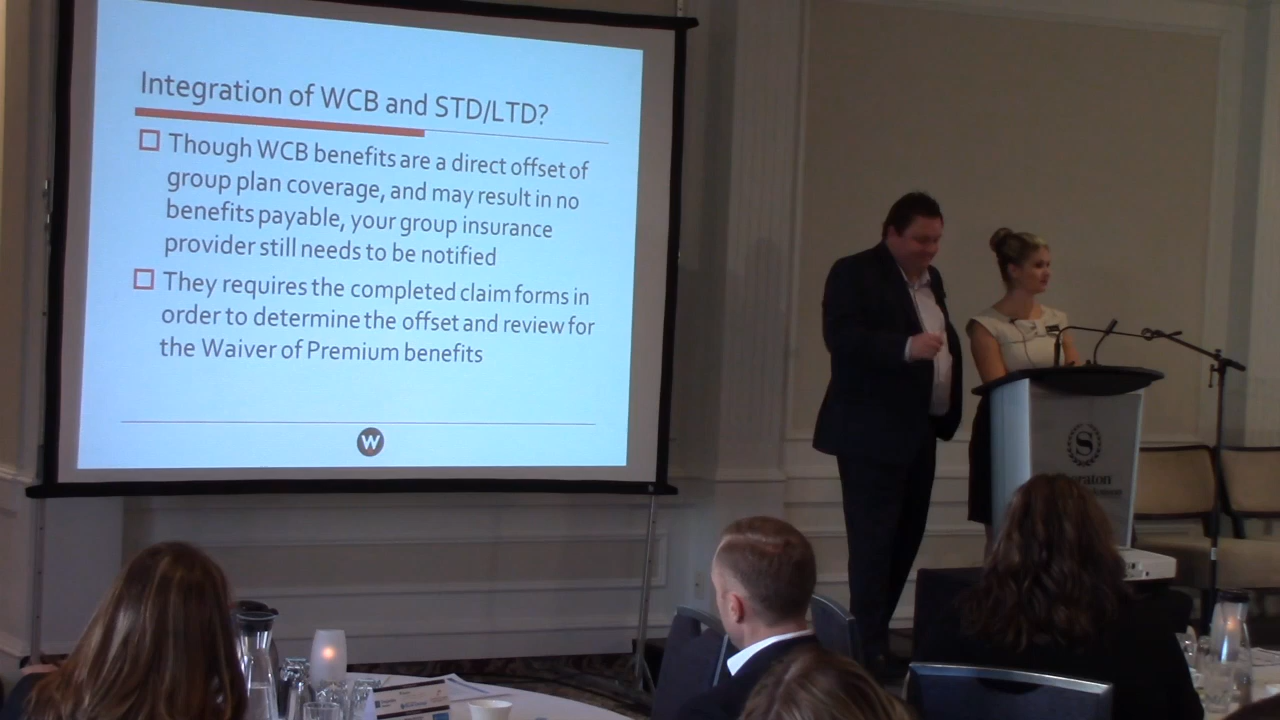 Integration of WCB and STD/LTD?
Though WCB benefits are a direct offset of
group plan coverage, and may result in no
benefits payable, your group insurance
provider still needs to be notified
They requires the completed claim forms in
order to determine the offset and review for
the Waiver of Premium benefits
W
S